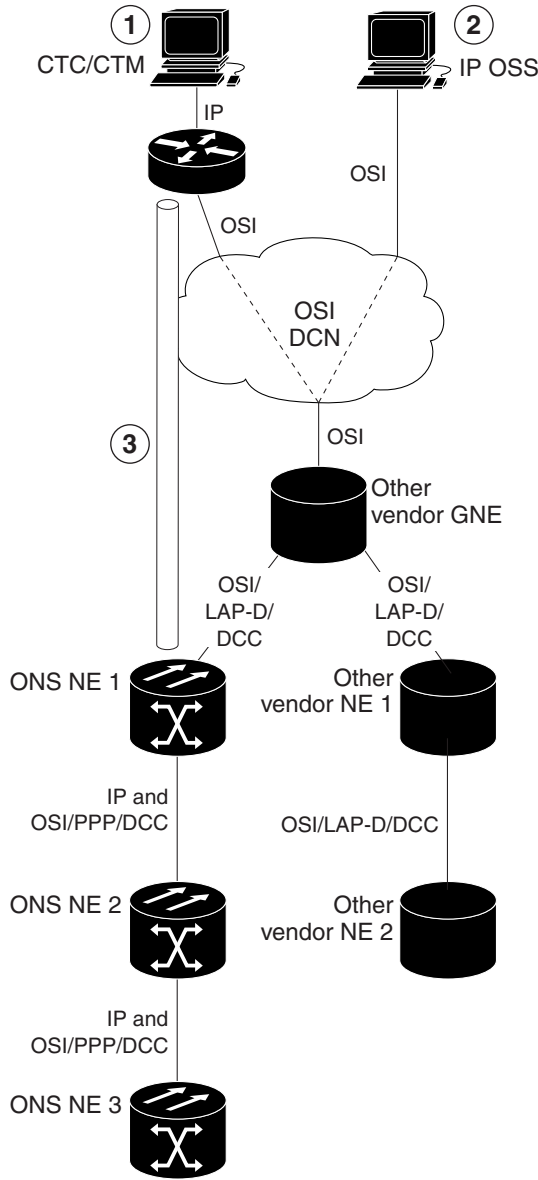 1
2
CTC/CTM
IP OSS
IP
OSI
OSI
OSI
DCN
OSI
3
Other
vendor GNE
OSI/
LAP-D/
DCC
OSI/
LAP-D/
DCC
ONS NE 1
Other
vendor NE 1
IP and
OSI/PPP/DCC
OSI/LAP-D/DCC
ONS NE 2
Other
vendor NE 2
IP and
OSI/PPP/DCC
ONS NE 3